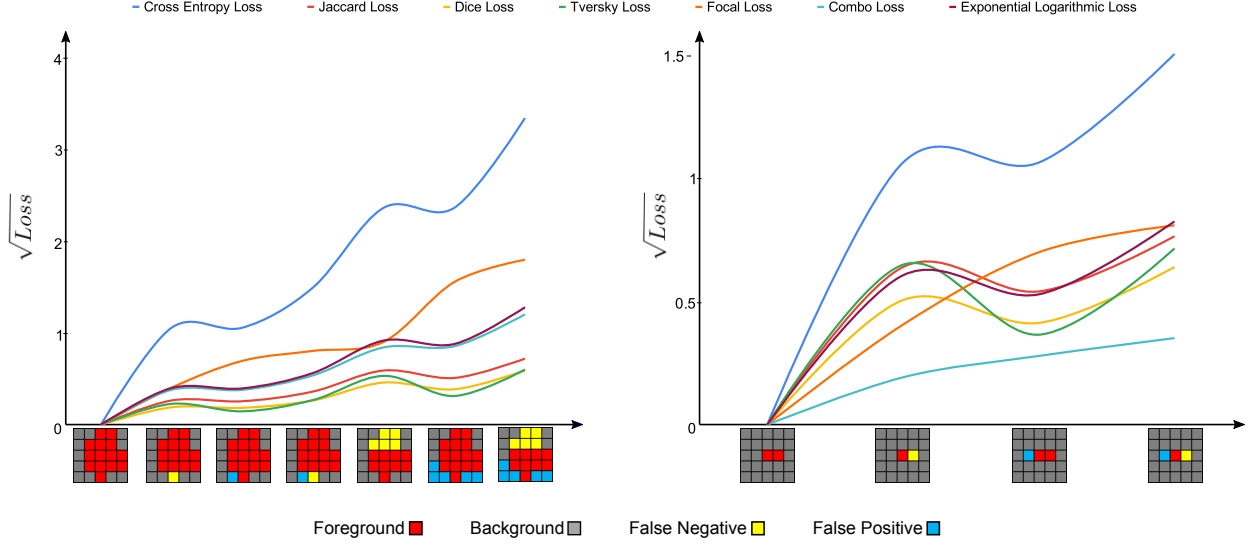 Cross Entropy Loss Jaccard Loss Dice Loss Tversky Loss Focal Loss Combo Loss Exponential Logarithmic Loss
4
3
2
1
0
√Loss
1.5
1
0.5
0
√Loss
Foreground Background False Negative False Positive